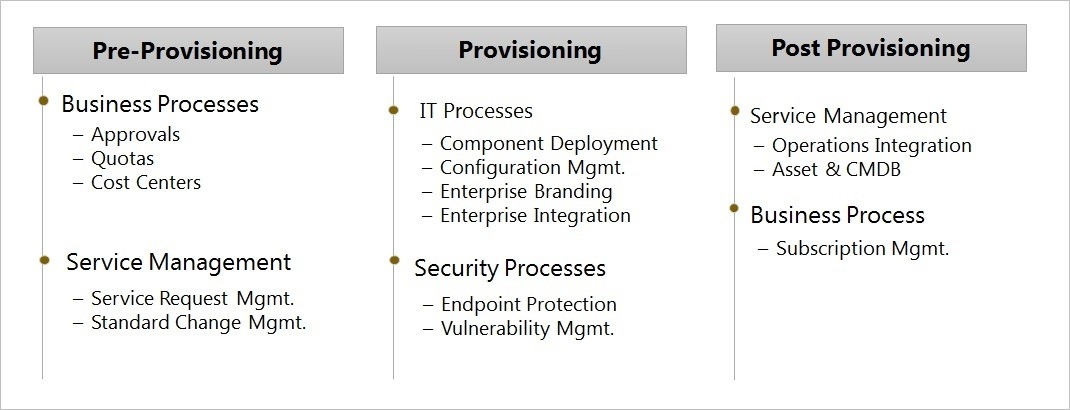 Pre-Provisioning
Business Processes
– Approvals
– Quotas
– Cost Centers
Service Management
– Service Request Mgmt.
– Standard Change Mgmt.
Provisioning
IT Processes
– Component Deployment
– Configuration Mgmt.
– Enterprise Branding
– Enterprise Integration
Security Processes
– Endpoint Protection
– Vulnerability Mgmt.
Post Provisioning
Service Management
– Operations Integration
– Asset & CMDB
Business Process
– Subscription Mgmt.